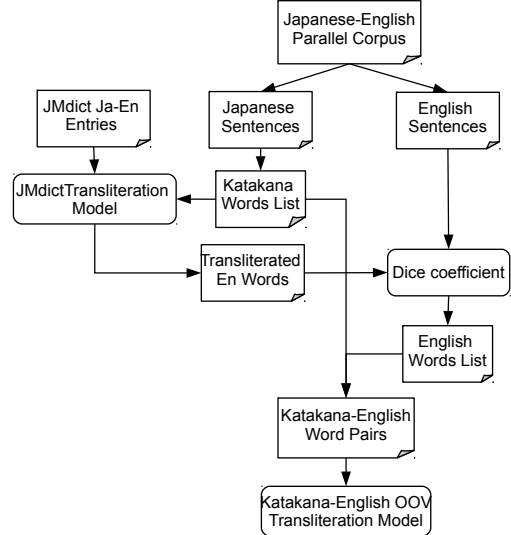 Japanese-English
Parallel Corpus
JMdict Ja-En
Entries
Japanese
Sentences
English
Sentences
JMdictTransliteration
Model
Katakana
Words List
Transliterated
En Words
Dice coefficient
English
Words List
Katakana-English
Word Pairs
Katakana-English OOV
Transliteration Model